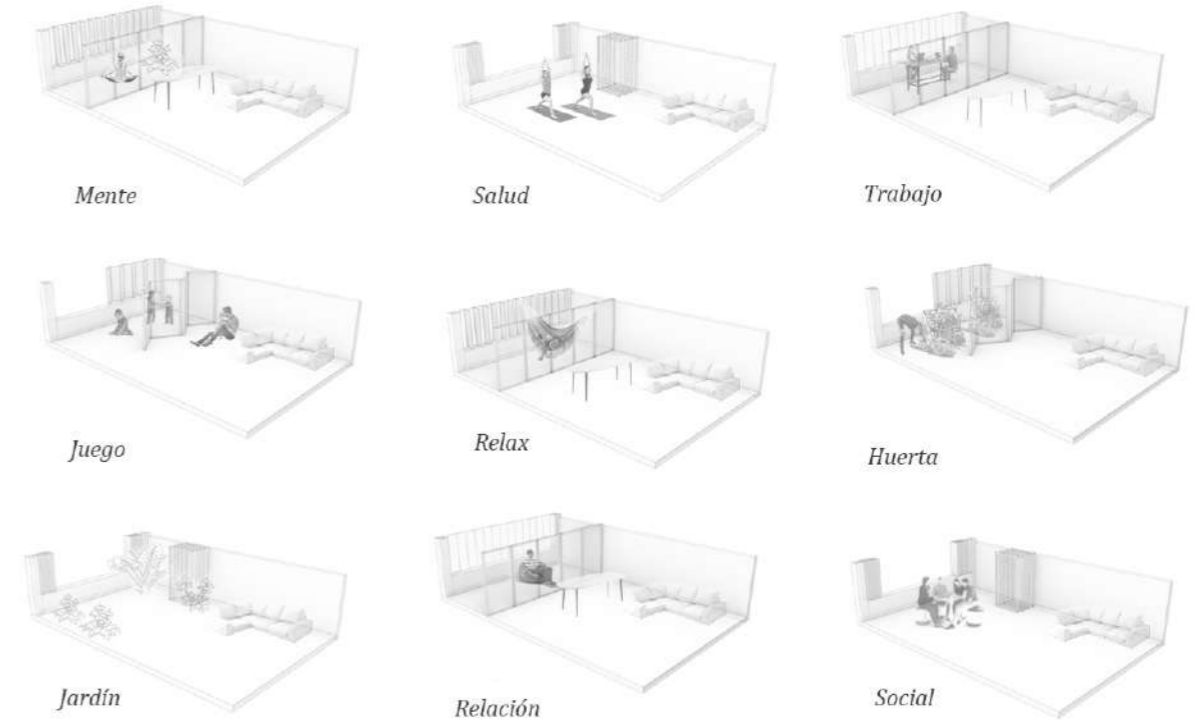 Mente
Salud
Trabajo
Juego
Relax
Huerta
Jardín
Relación
Social